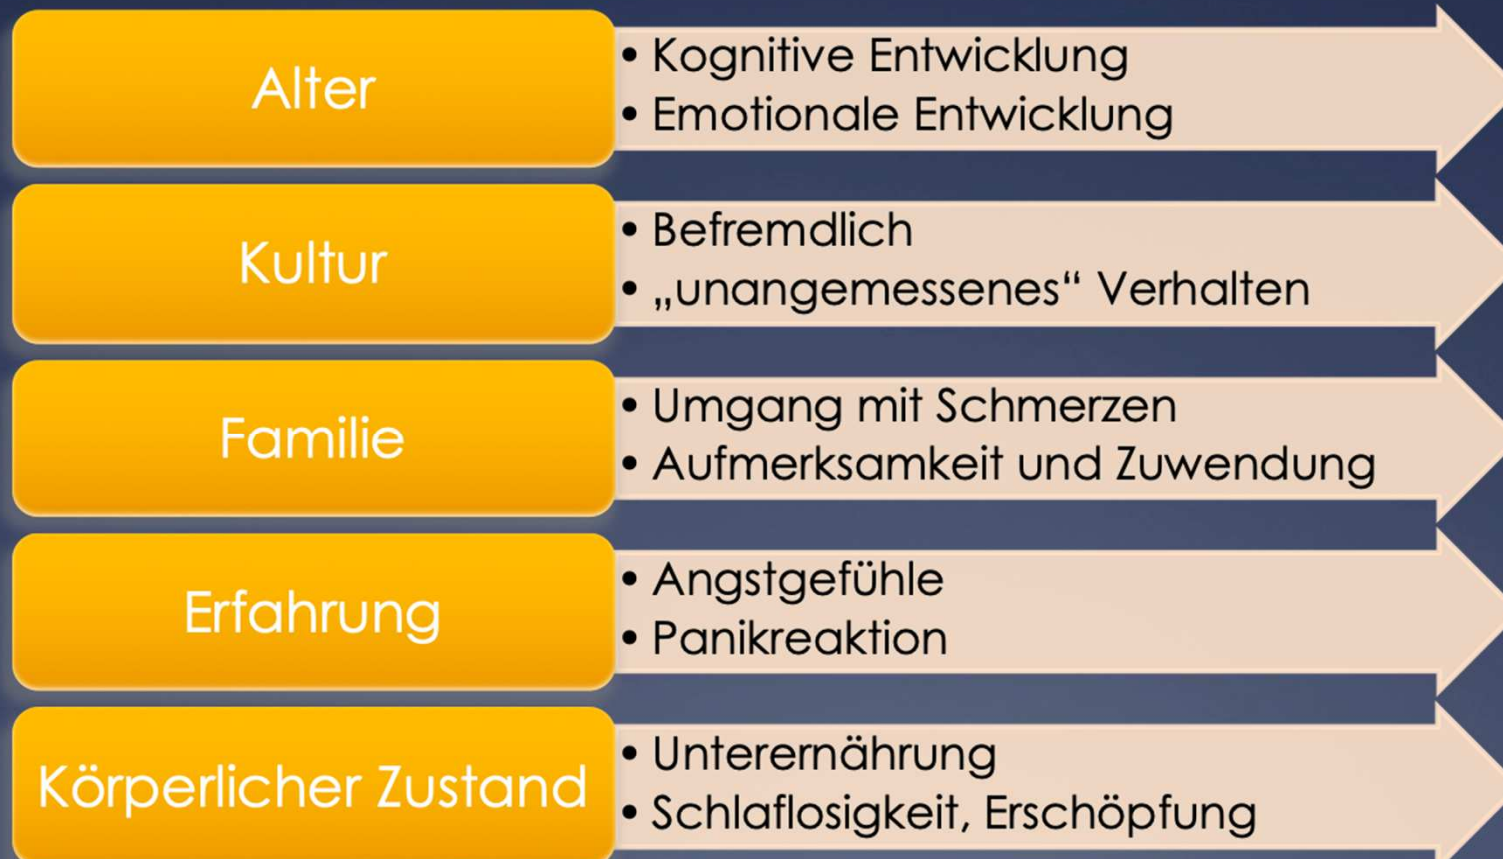 Alter
• Kognitive Entwicklung
• Emotionale Entwicklung
Kultur
• Befremdlich
• „unangemessenes“ Verhalten
Familie
• Umgang mit Schmerzen
• Aufmerksamkeit und Zuwendung
Erfahrung
• Angstgefühle
• Panikreaktion
Körperlicher Zustand
• Unterernährung
• Schlaflosigkeit, Erschöpfung